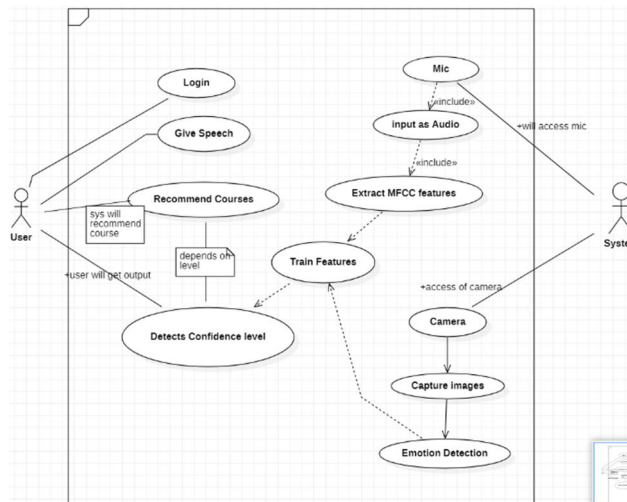 Login
Mic
«include»
Give Speech
input as Audio
+will access mic
«include»
Recommend Courses
Extract MFCC features
User
sys will
recommend
course
Syste
depends on
level
Train Features
+user will get output
+access of camera
Detects Confidence level
Camera
Capture images
Emotion Detection